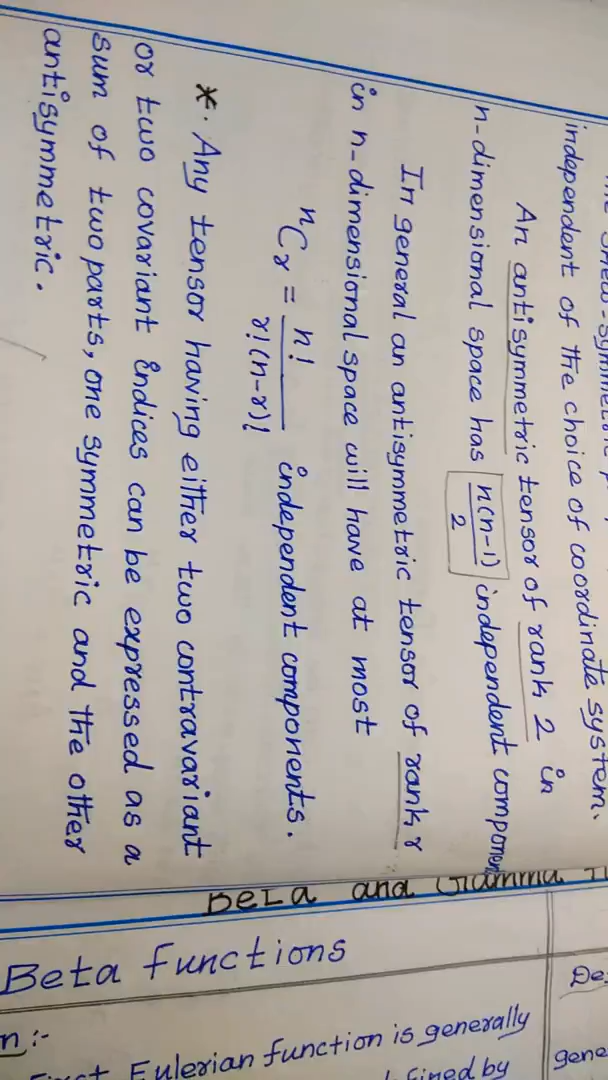 independent of the choice of coordinate system.
An antisymmetric tensor of rank 2 in
n-dimensional space has n(n-1)/2 independent
In general an antisymmetric tensor of rank r
in n-dimensional space will have at most
nCr = n!/r!(n-r)! independent components.
*. Any tensor having either two contravariant
or two covariant indices can be expressed as a
sum of two parts, one symmetric and the other
antisymmetric.
Beta and Gamma
Beta functions
Eulerian function is generally
by